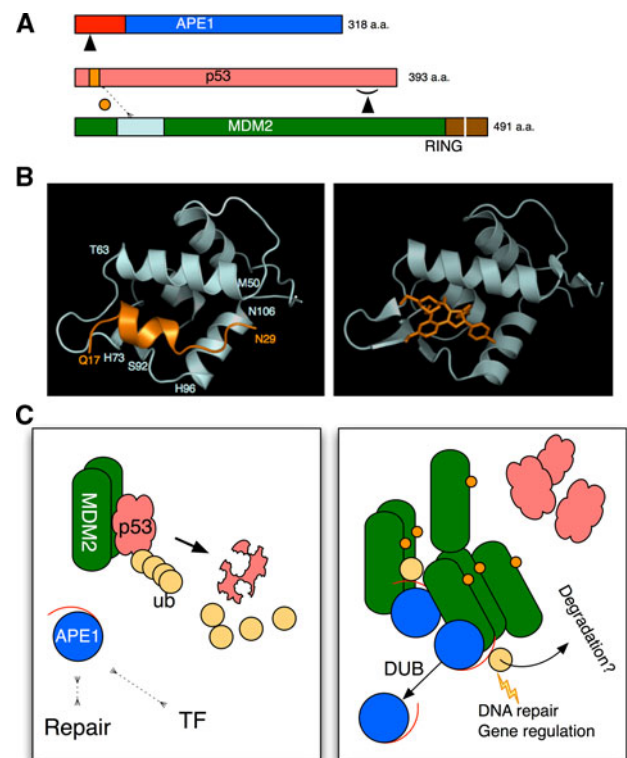 A
APE1
318 a.a.
p53
393 a.a.
MDM2
491 a.a.
RING
B
T63
M50
N106
N29
Q17
H73
S92
H96
C
MDM2
p53
ub
APE1
Repair
TF
DUB
Degradation?
DNA repair
Gene regulation